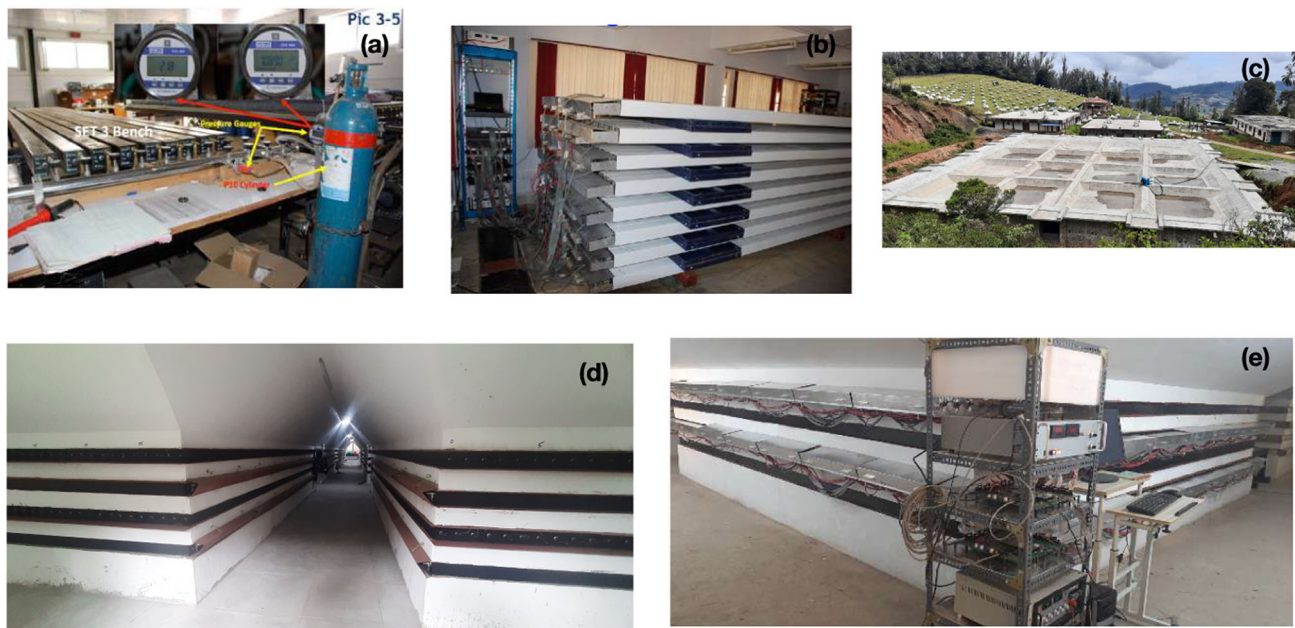 Pic 3-5
(a)
SFT 3 Bench
Pressure Gauges
P10 Cylinder
(b)
(c)
(d)
(e)